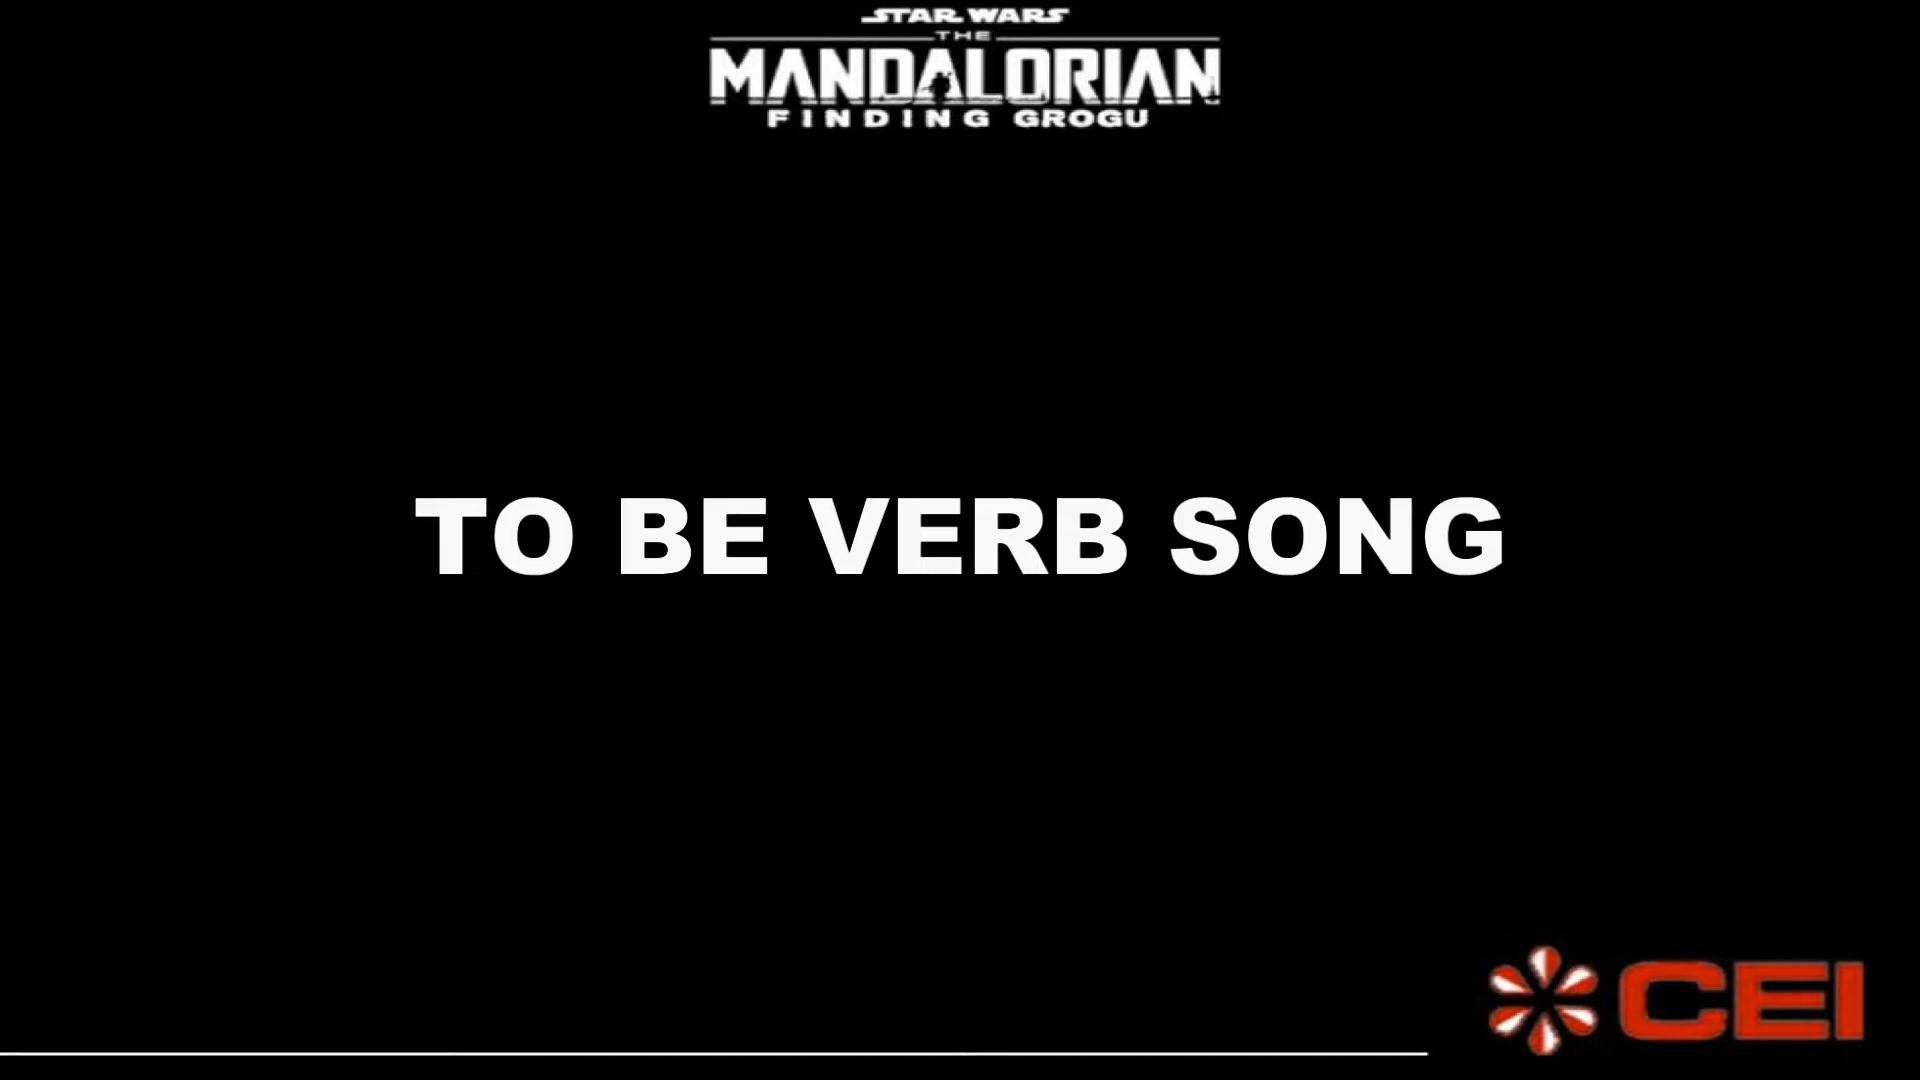 STAR WARS
THE
MANDALORIAN
FINDING GROGU
TO BE VERB SONG
CEI